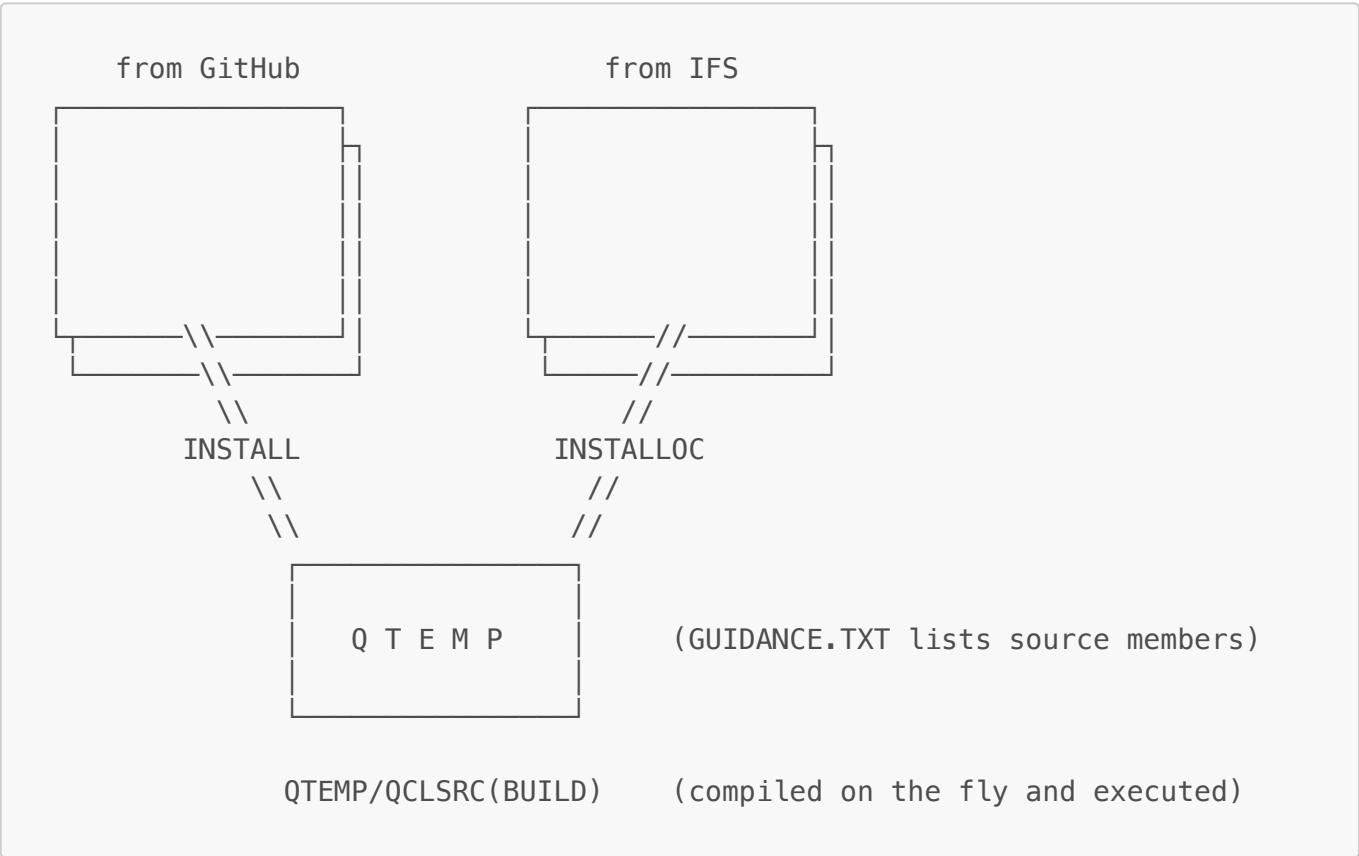 from GitHub from IFS
INSTALL INSTALLOC
Q T E M P (GUIDANCE.TXT lists source members)
QTEMP/QCLSRC(BUILD) (compiled on the fly and executed)